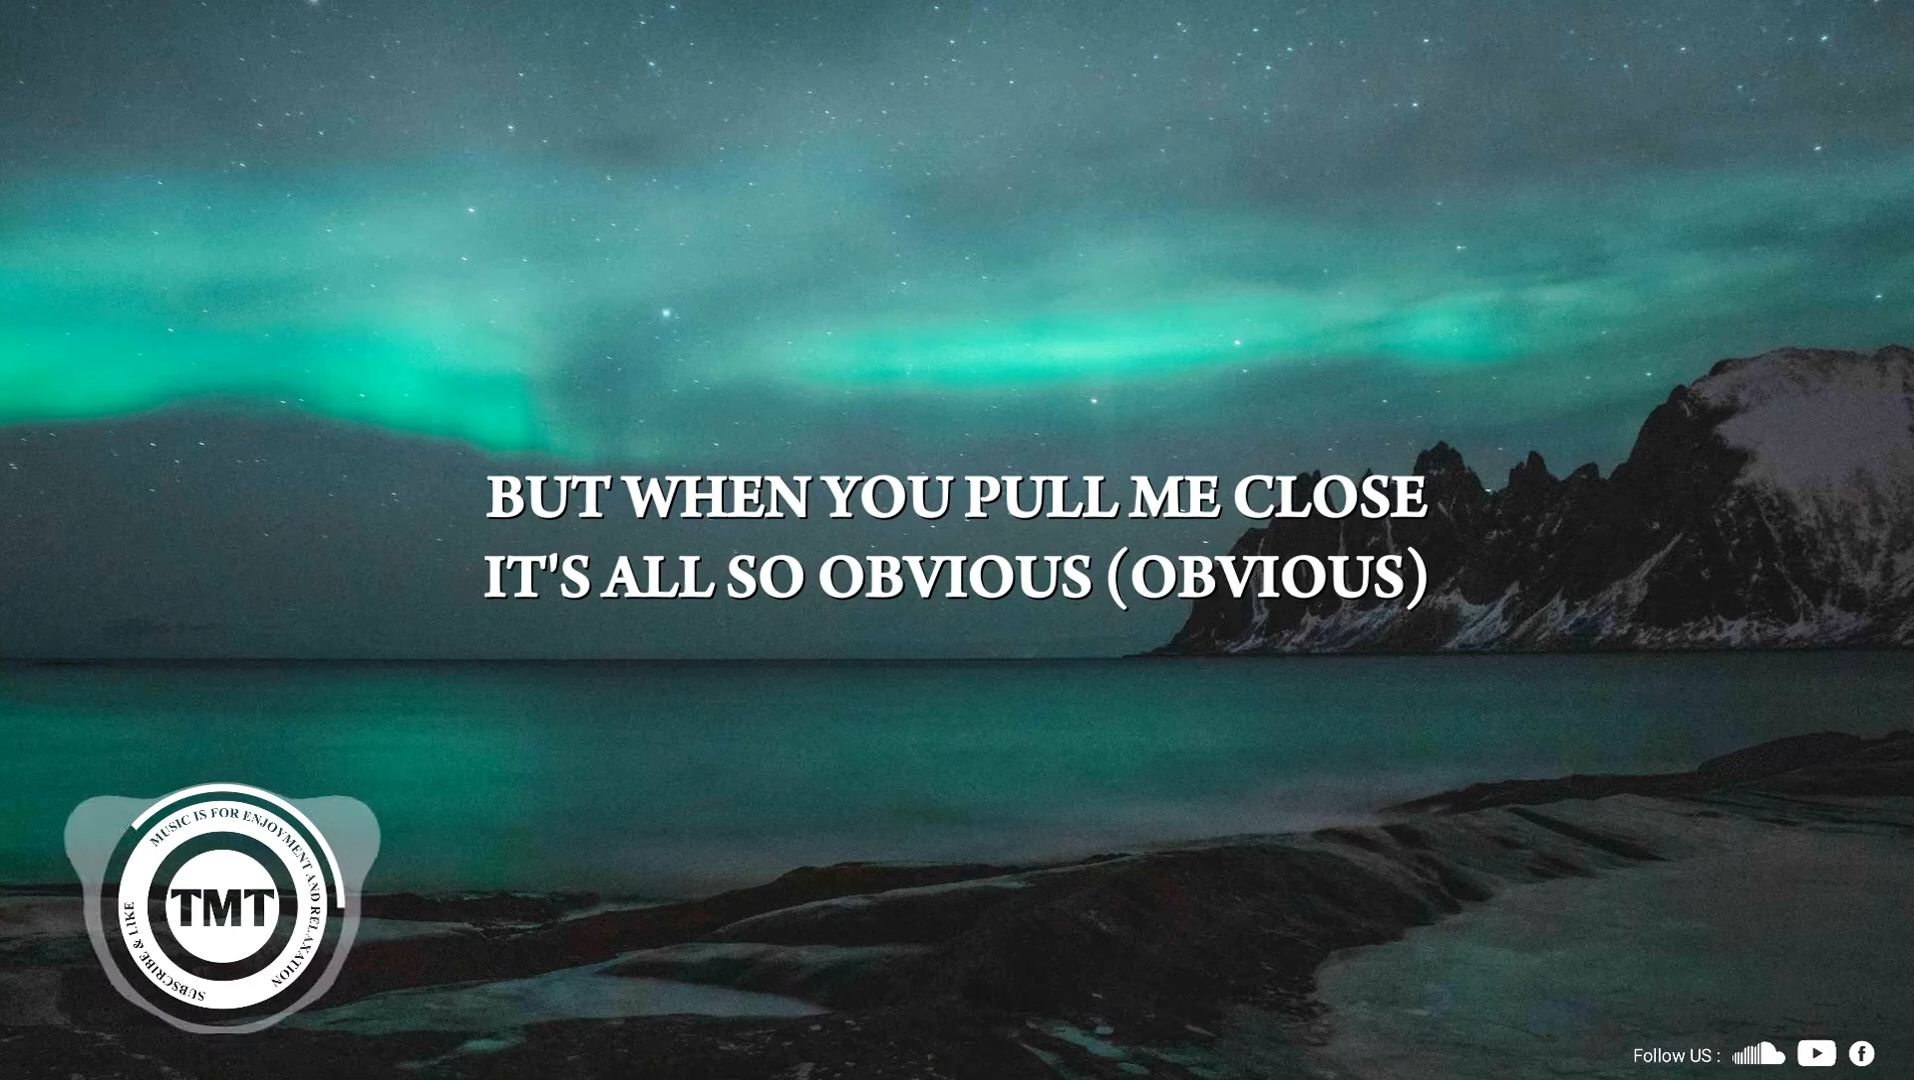 BUT WHEN YOU PULL ME CLOSE
IT'S ALL SO OBVIOUS (OBVIOUS)
MUSIC IS FOR ENJOYMENT AND RELAXATION
SUBSCRIBE & LIKE
TMT
Follow US :